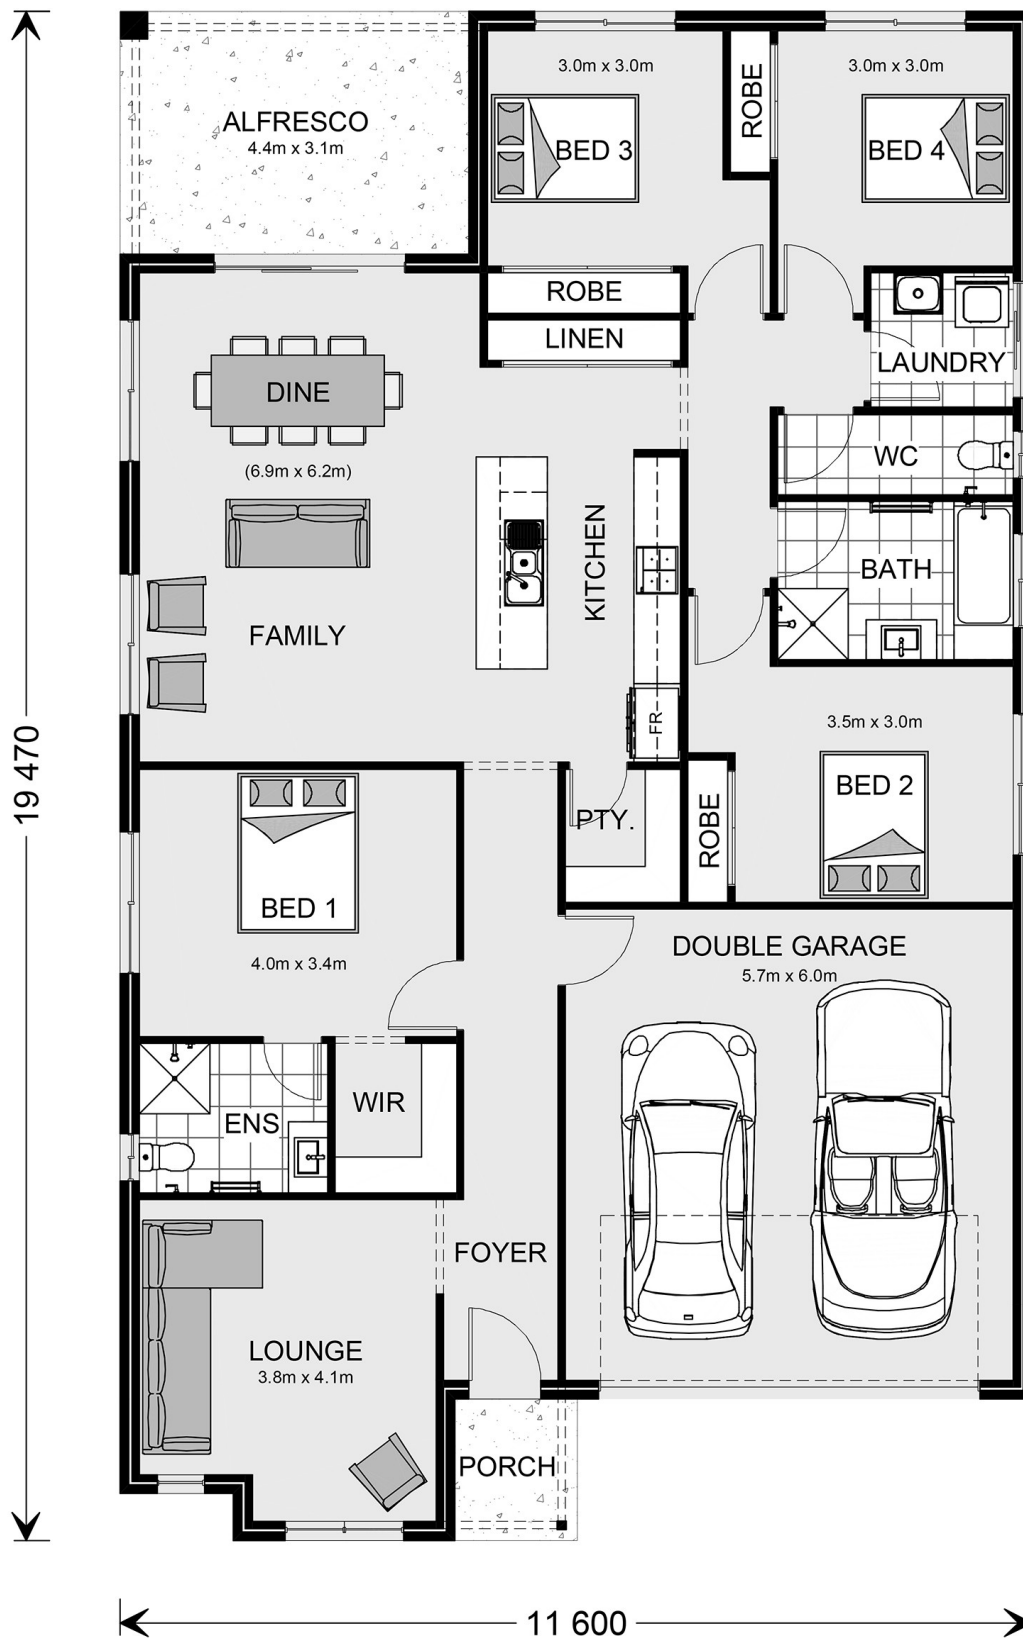 3.0m x 3.0m
BED 3
ROBE
3.0m x 3.0m
BED 4
ALFRESCO
4.4m x 3.1m
ROBE
LINEN
LAUNDRY
DINE
(6.9m x 6.2m)
WC
KITCHEN
BATH
FAMILY
FR
3.5m x 3.0m
BED 2
ROBE
PTY.
19 470
BED 1
4.0m x 3.4m
DOUBLE GARAGE
5.7m x 6.0m
WIR
ENS
FOYER
LOUNGE
3.8m x 4.1m
PORCH
11 600